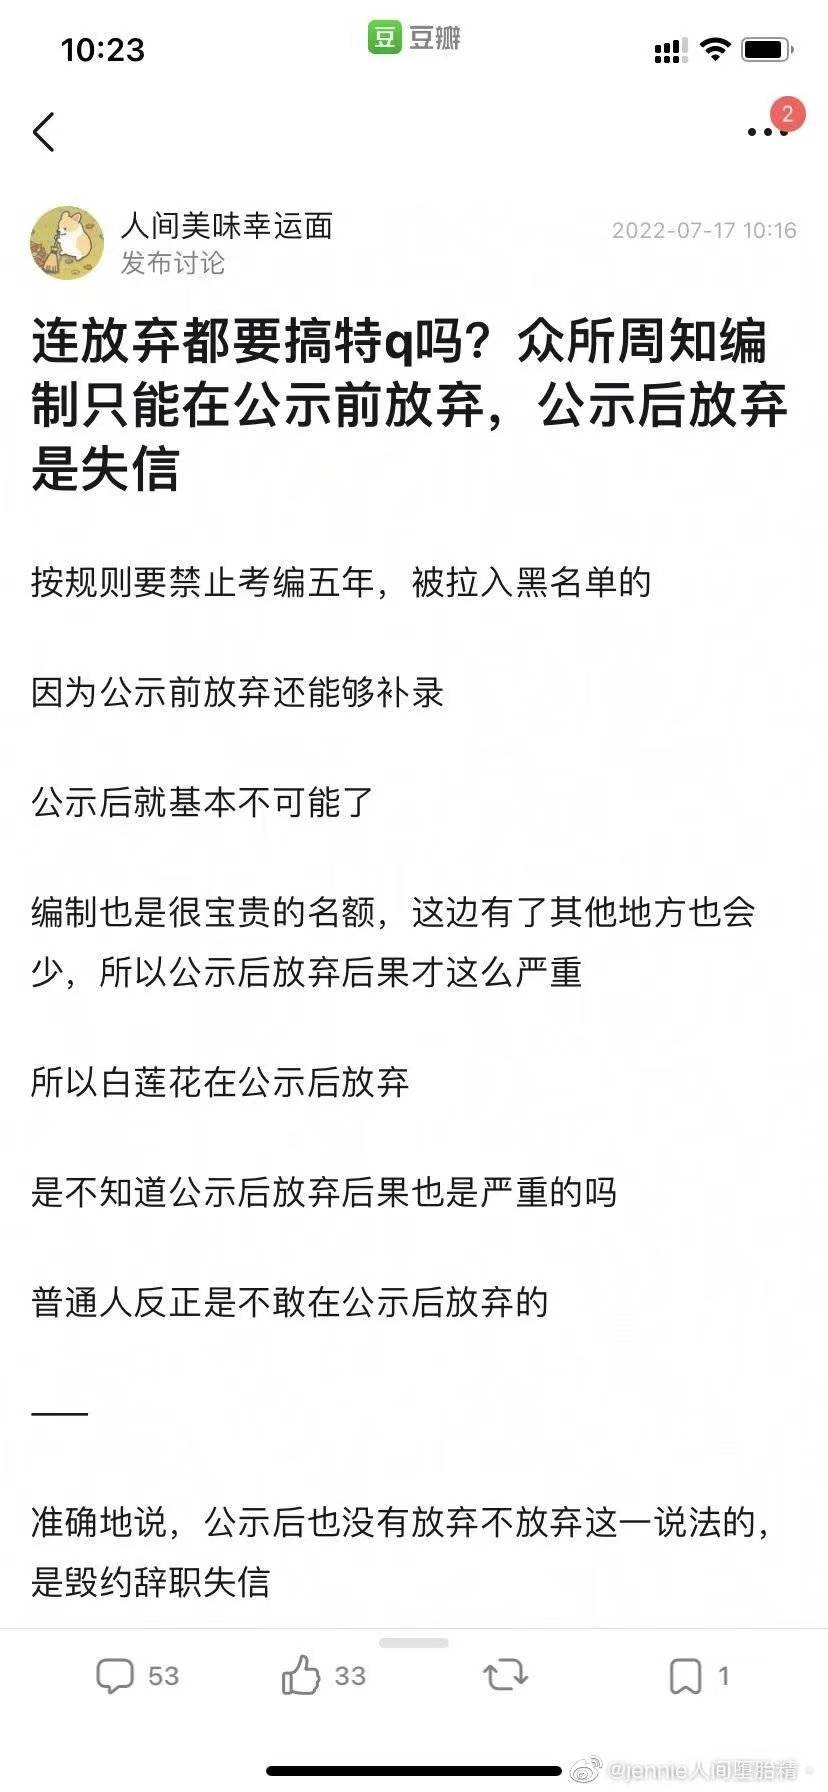 10:23
豆 豆瓣
2
人间美味幸运面
2022-07-17 10:16
发布讨论
连放弃都要搞特q吗？众所周知编
制只能在公示前放弃，公示后放弃
是失信
按规则要禁止考编五年，被拉入黑名单的
因为公示前放弃还能够补录
公示后就基本不可能了
编制也是很宝贵的名额，这边有了其他地方也会
少，所以公示后放弃后果才这么严重
所以白莲花在公示后放弃
是不知道公示后放弃后果也是严重的吗
普通人反正是不敢在公示后放弃的
——
准确地说，公示后也没有放弃不放弃这一说法的，
是毁约辞职失信
53
33
1
@jennie人间堕胎精